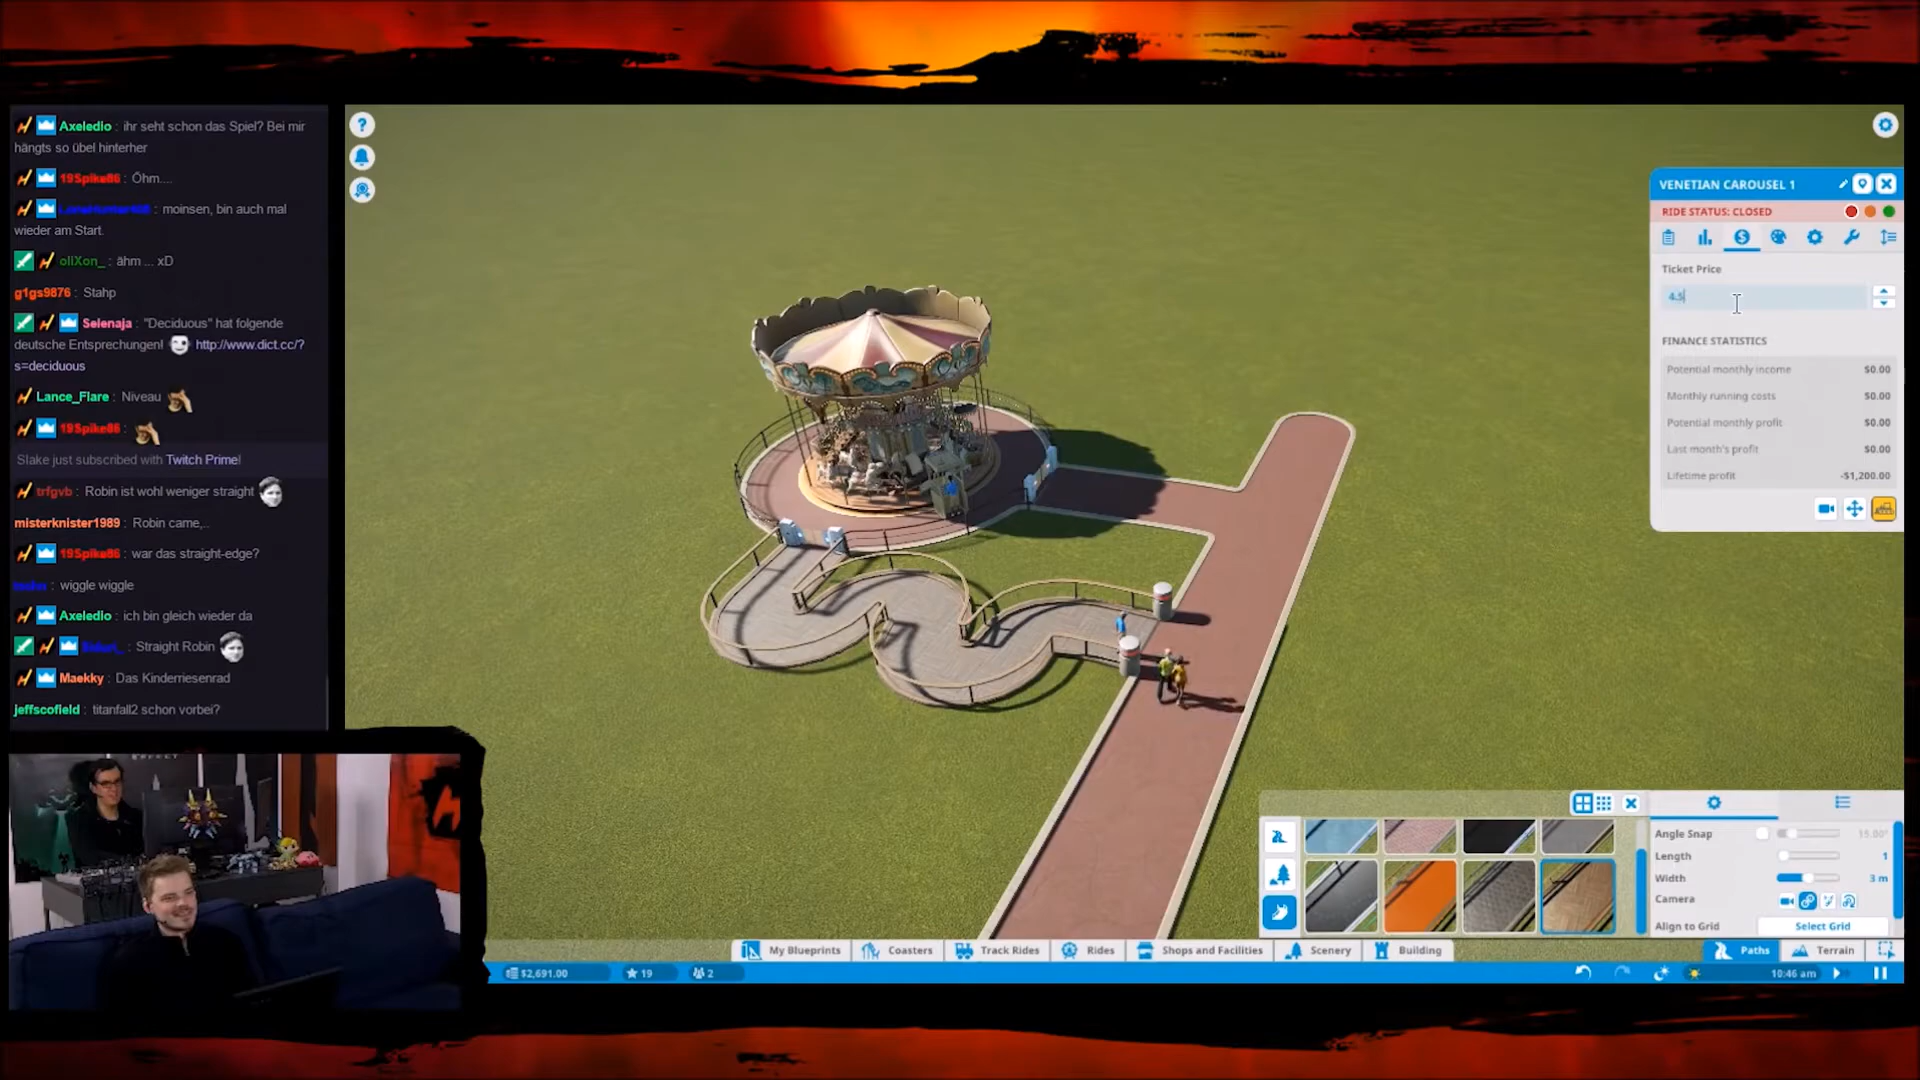 Axeledio : ihr seht schon das Spiel? Bei mir
hängts so übel hinterher
19Spike86 : Öhm....
: moinsen, bin auch mal
wieder am Start.
oliXon_ : ähm ... xD
g1gs9876 : Stahp
Selenaja : "Deciduous" hat folgende
deutsche Entsprechungen! http://www.dict.cc/?
s=deciduous
Lance_Flare : Niveau
19Spike86 :
Slake just subscribed with Twitch Prime!
trfgvb : Robin ist wohl weniger straight
misterknister1989 : Robin came,..
19Spike86 : war das straight-edge?
: wiggle wiggle
Axeledio : ich bin gleich wieder da
: Straight Robin
Maekky : Das Kinderriesenrad
jeffscofield : titanfall2 schon vorbei?
?
VENETIAN CAROUSEL 1
RIDE STATUS: CLOSED
Ticket Price
4.5
FINANCE STATISTICS
Potential monthly income $0.00
Monthly running costs $0.00
Potential monthly profit $0.00
Last month's profit $0.00
Lifetime profit -$1,200.00
Angle Snap 15.00°
Length 1
Width 3 m
Camera
Align to Grid Select Grid
My Blueprints Coasters Track Rides Rides Shops and Facilities Scenery Building Paths Terrain
$2,691.00 19 2 10:46 am